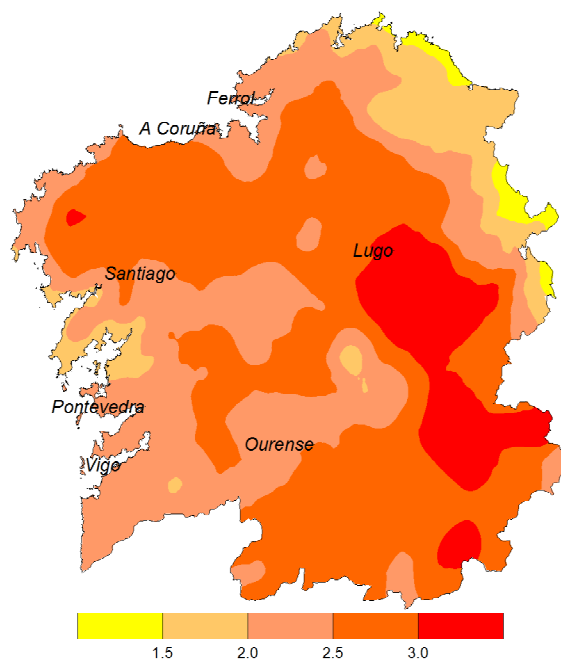 Ferrol
A Coruña
Lugo
Santiago
Pontevedra
Ourense
Vigo
1.5 2.0 2.5 3.0